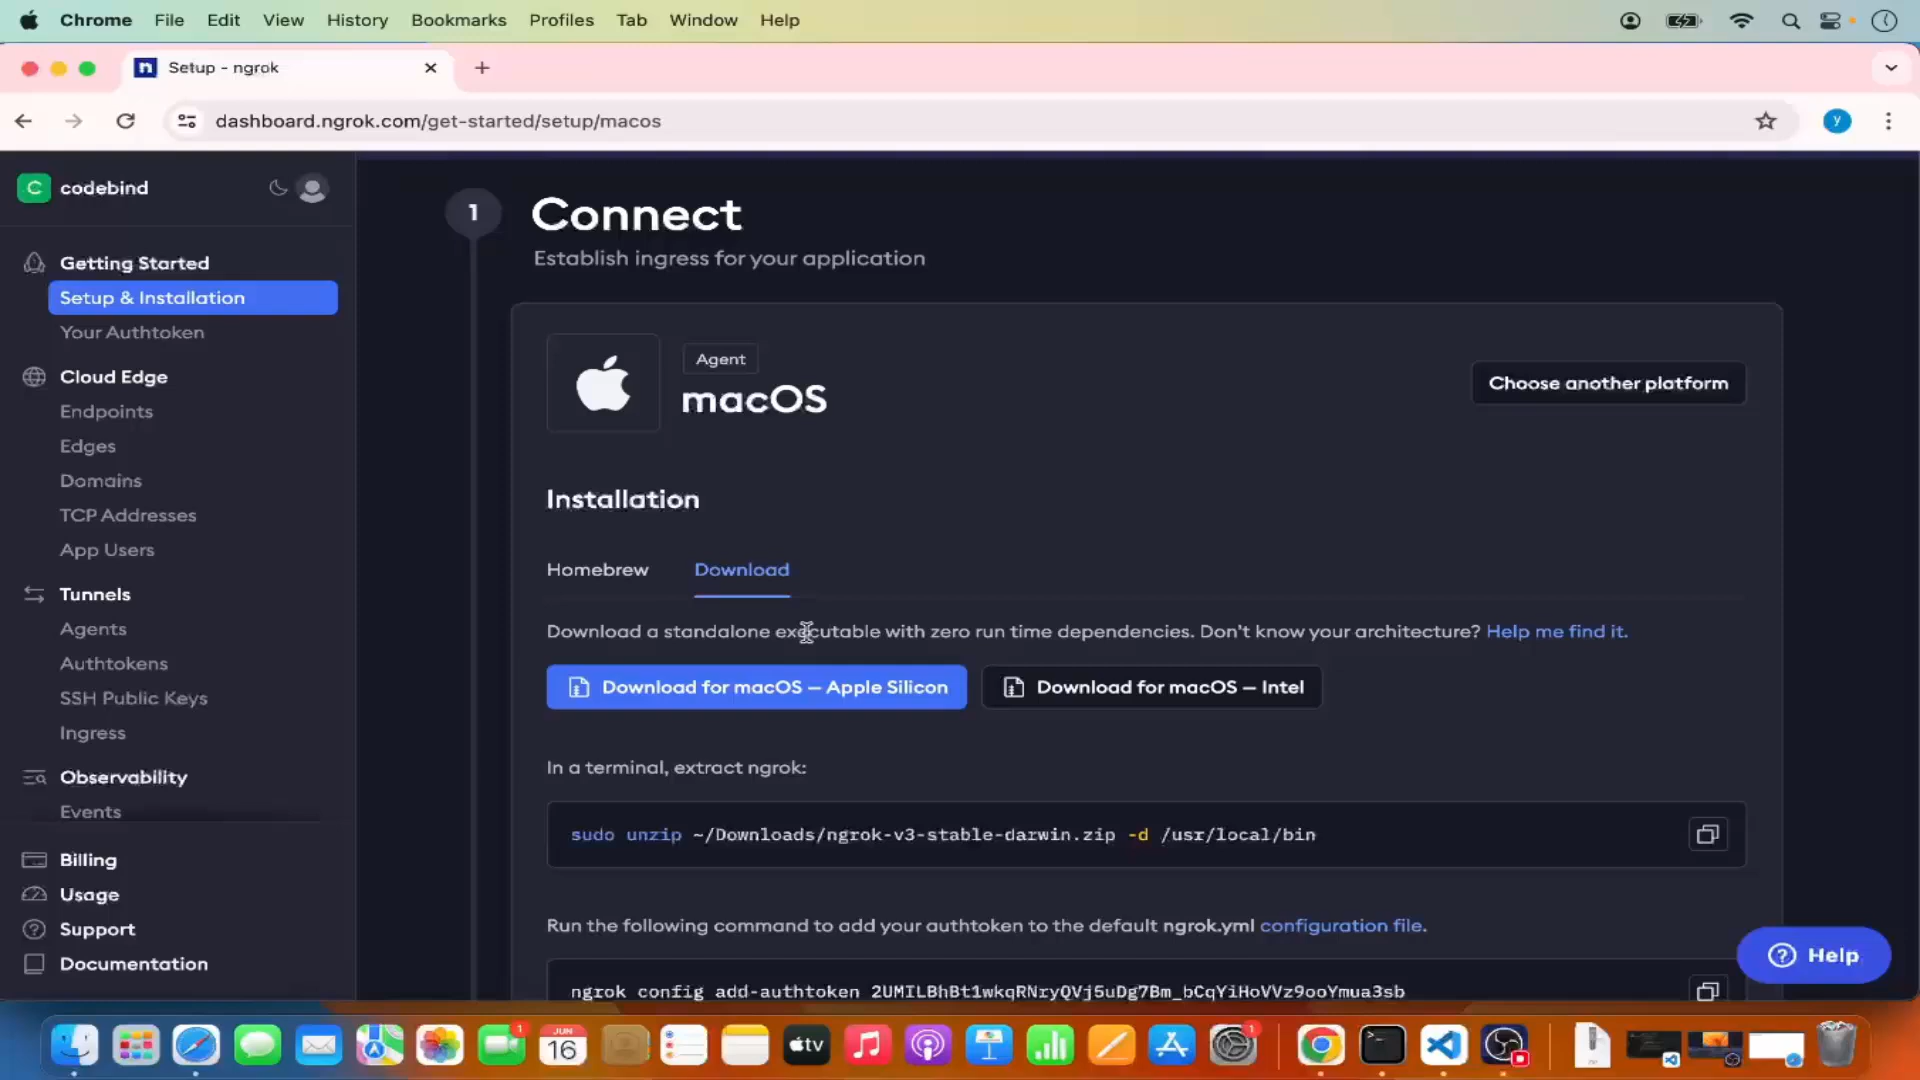 Chrome File Edit View History Bookmarks Profiles Tab Window Help
Setup - ngrok
dashboard.ngrok.com/get-started/setup/macos
y
C codebind
Getting Started
Setup & Installation
Your Authtoken
Cloud Edge
Endpoints
Edges
Domains
TCP Addresses
App Users
Tunnels
Agents
Authtokens
SSH Public Keys
Ingress
Observability
Events
Billing
Usage
Support
Documentation
1 Connect
Establish ingress for your application
Agent
macOS
Choose another platform
Installation
Homebrew Download
Download a standalone executable with zero run time dependencies. Don't know your architecture? Help me find it.
Download for macOS — Apple Silicon Download for macOS — Intel
In a terminal, extract ngrok:
sudo unzip ~/Downloads/ngrok-v3-stable-darwin.zip -d /usr/local/bin
Run the following command to add your authtoken to the default ngrok.yml configuration file.
ngrok config add-authtoken 2UMILBhBt1wkqRNryQVj5uDg7Bm_bCqYiHoVVz9ooYmua3sb
Help
1
JUN
16
tv
1